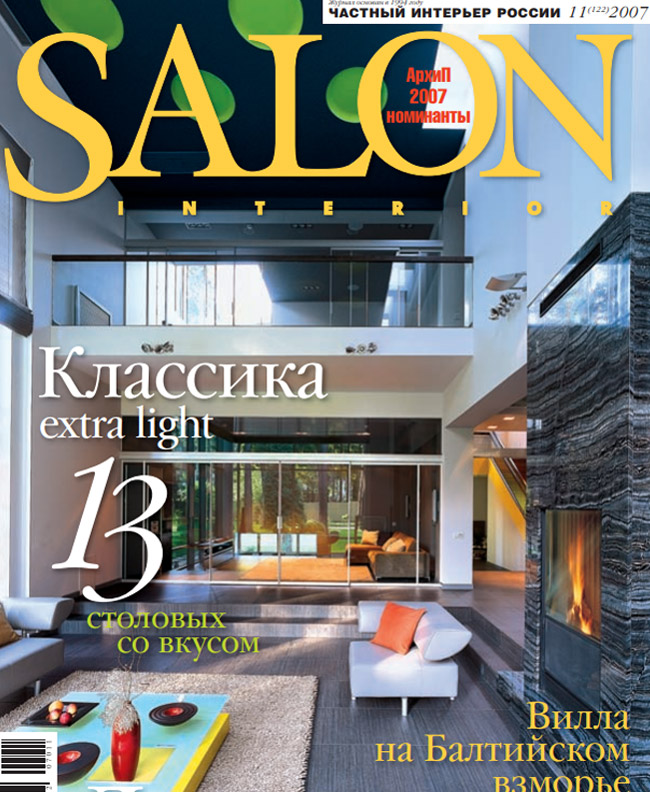 Журнал основан в 1994 году
ЧАСТНЫЙ ИНТЕРЬЕР РОССИИ 11(122)2007
SALON
АрхиП
2007
номинанты
INTERIOR
Классика
extra light
13
столовых
со вкусом
Вилла
на Балтийском
взморье